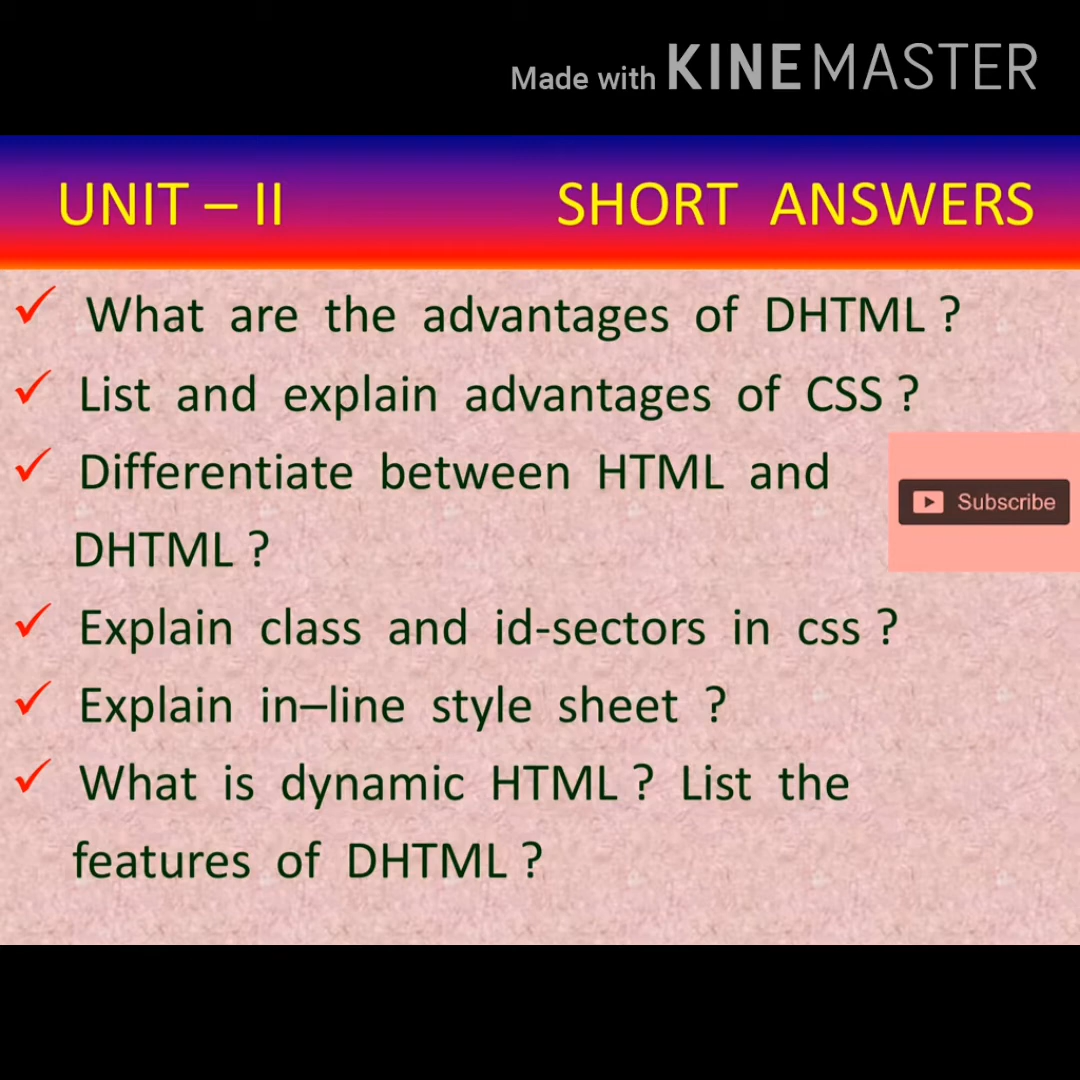 Made with KINEMASTER
UNIT – II SHORT ANSWERS
✓ What are the advantages of DHTML ?
✓ List and explain advantages of CSS ?
✓ Differentiate between HTML and
DHTML ?
Subscribe
✓ Explain class and id-sectors in css ?
✓ Explain in–line style sheet ?
✓ What is dynamic HTML ? List the
features of DHTML ?